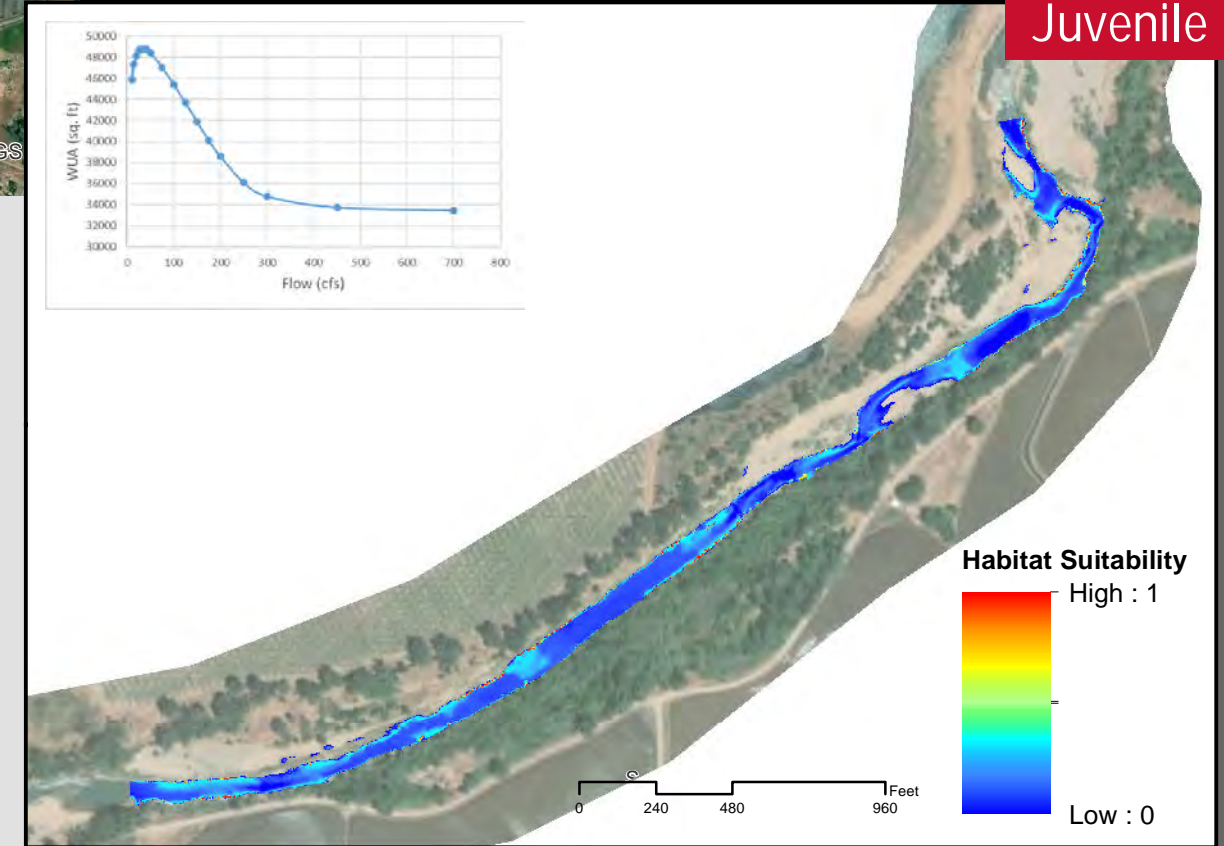 Juvenile
GS
50000
48000
46000
44000
42000
40000
38000
36000
34000
32000
30000
WUA (sq. ft)
0 100 200 300 400 500 600 700 800
Flow (cfs)
Habitat Suitability
High : 1
Low : 0
S
Feet
0 240 480 960